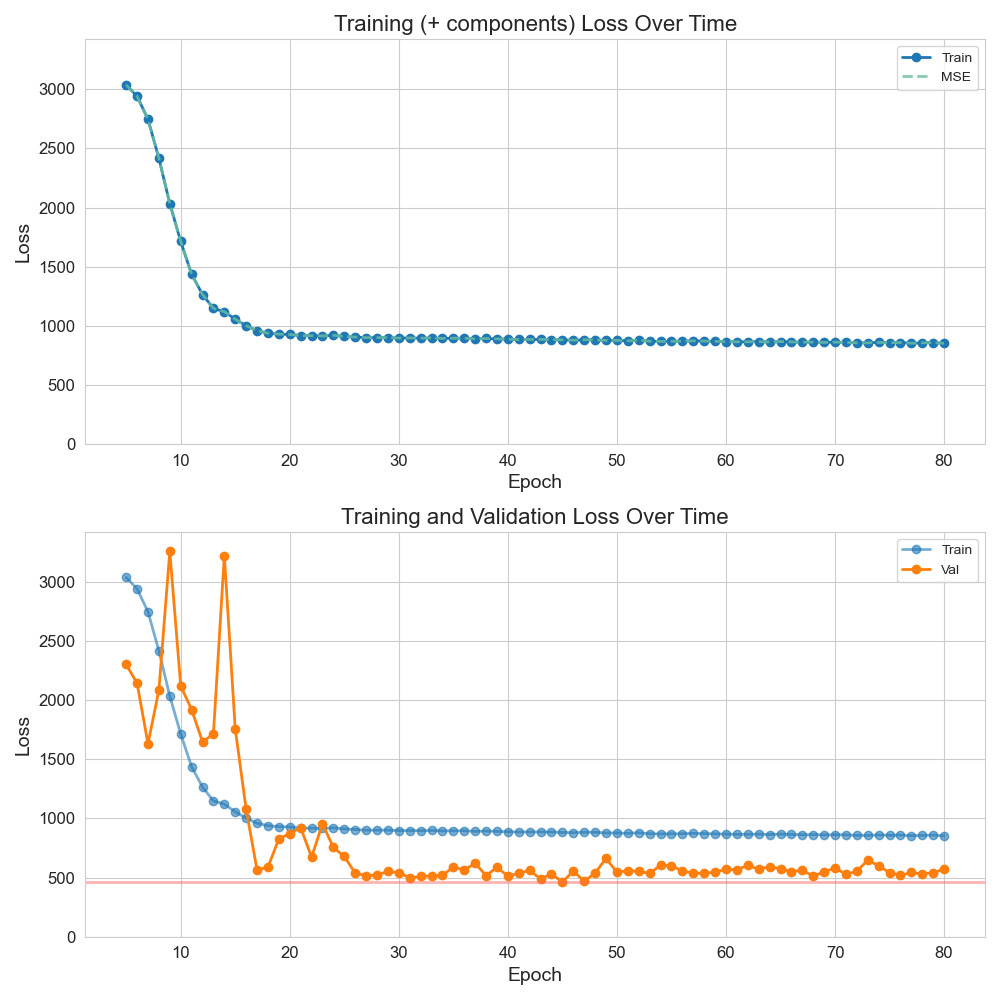 Training (+ components) Loss Over Time
Train
MSE
3000
2500
2000
1500
1000
500
0
Loss
10 20 30 40 50 60 70 80
Epoch
Training and Validation Loss Over Time
Train
Val
3000
2500
2000
1500
1000
500
0
Loss
10 20 30 40 50 60 70 80
Epoch